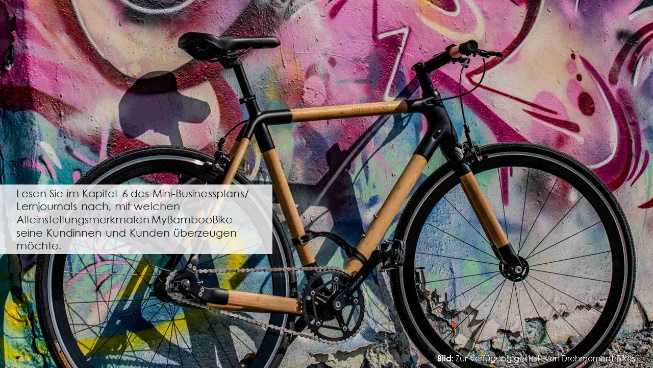 Lesen Sie im Kapitel 6 des Mini-Businessplans/
Lernjournals nach, mit welchen
Alleinstellungsmerkmalen MyBambooBike
seine Kundinnen und Kunden überzeugen
möchte.
Bild: Zur Verfügung gestellt von Drehmoment Bikes